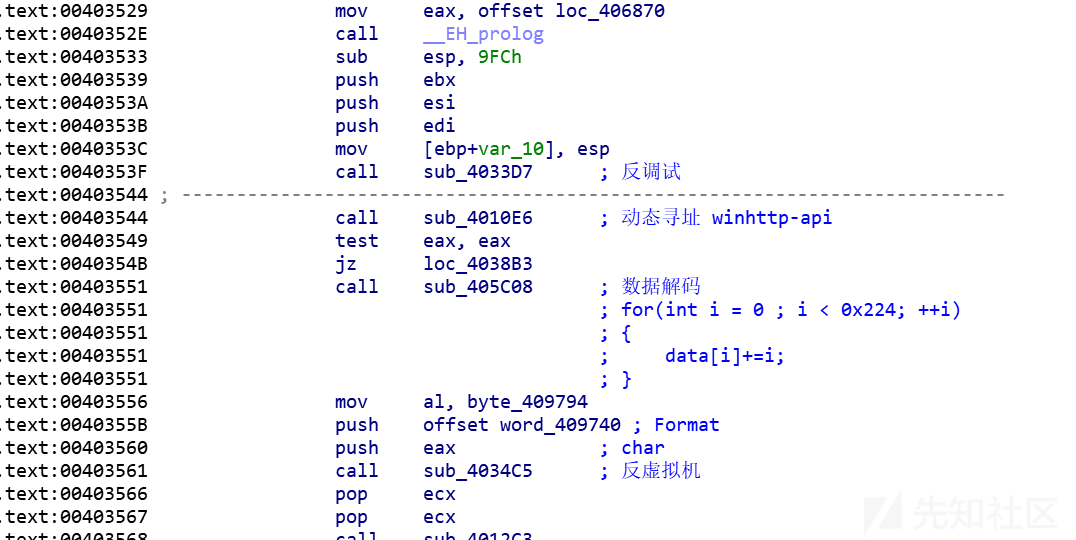 .text:00403529 mov eax, offset loc_406870
.text:0040352E call __EH_prolog
.text:00403533 sub esp, 9FCh
.text:00403539 push ebx
.text:0040353A push esi
.text:0040353B push edi
.text:0040353C mov [ebp+var_10], esp
.text:0040353F call sub_4033D7 ; 反调试
.text:00403544 ; ---------------------------------------------------------------------------
.text:00403544 call sub_4010E6 ; 动态寻址 winhttp-api
.text:00403549 test eax, eax
.text:0040354B jz loc_4038B3
.text:00403551 call sub_405C08 ; 数据解码
.text:00403551 ; for(int i = 0 ; i < 0x224; ++i)
.text:00403551 ; {
.text:00403551 ; data[i]+=i;
.text:00403551 ; }
.text:00403556 mov al, byte_409794
.text:0040355B push offset word_409740 ; Format
.text:00403560 push eax ; char
.text:00403561 call sub_4034C5 ; 反虚拟机
.text:00403566 pop ecx
.text:00403567 pop ecx
.text:00403568 call sub_4012C3
先知社区